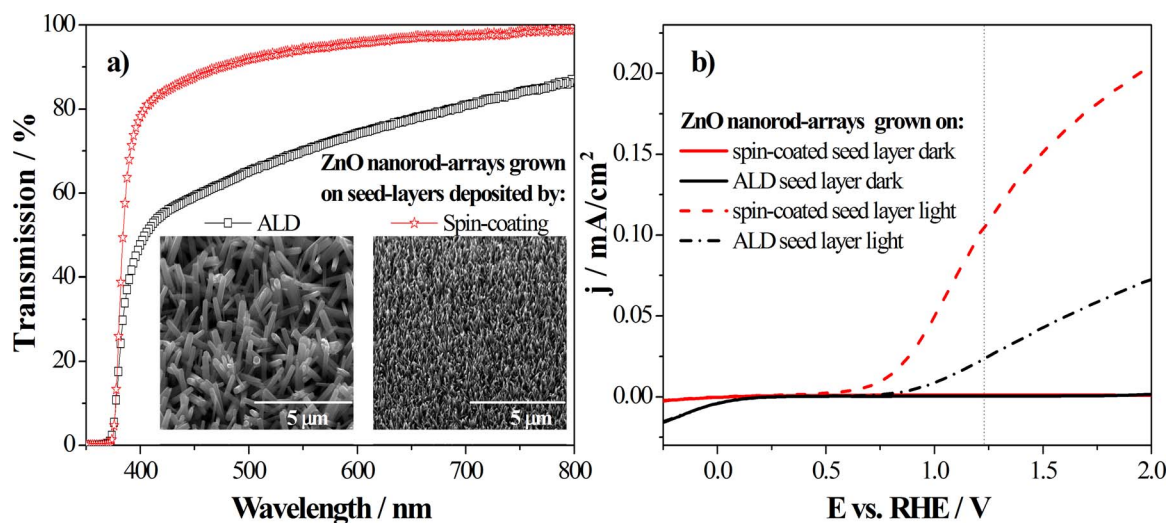 a)
Transmission / %
100
80
60
40
20
0
ZnO nanorod-arrays grown
on seed-layers deposited by:
ALD
Spin-coating
5 μm
5 μm
400
500
600
700
800
Wavelength / nm
b)
j / mA/cm²
0.20
0.15
0.10
0.05
0.00
ZnO nanorod-arrays grown on:
spin-coated seed layer dark
ALD seed layer dark
spin-coated seed layer light
ALD seed layer light
0.0
0.5
1.0
1.5
2.0
E vs. RHE / V